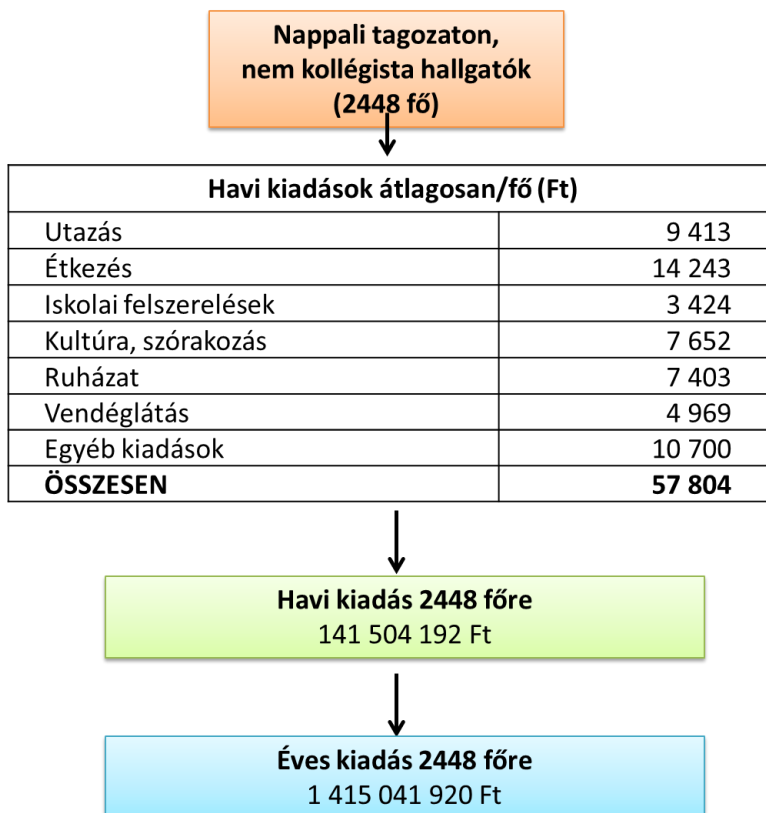 Nappali tagozaton,
nem kollégista hallgatók
(2448 fő)
Havi kiadások átlagosan/fő (Ft)
Utazás 9 413
Étkezés 14 243
Iskolai felszerelések 3 424
Kultúra, szórakozás 7 652
Ruházat 7 403
Vendéglátás 4 969
Egyéb kiadások 10 700
ÖSSZESEN 57 804
Havi kiadás 2448 főre
141 504 192 Ft
Éves kiadás 2448 főre
1 415 041 920 Ft